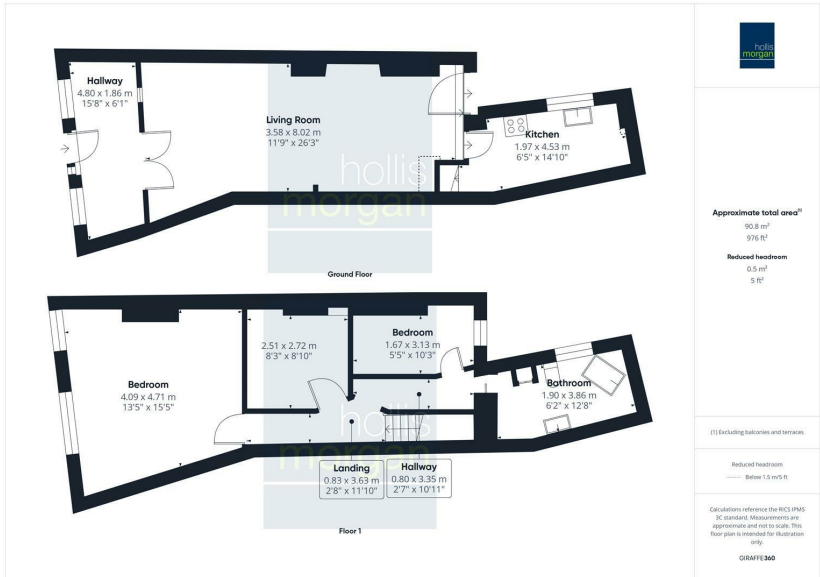 Hallway
4.80 x 1.86 m
15'8" x 6'1"
Living Room
3.58 x 8.02 m
11'9" x 26'3"
Kitchen
1.97 x 4.53 m
6'5" x 14'10"
hollis
morgan
Ground Floor
Bedroom
4.09 x 4.71 m
13'5" x 15'5"
2.51 x 2.72 m
8'3" x 8'10"
Bedroom
1.67 x 3.13 m
5'5" x 10'3"
Bathroom
1.90 x 3.86 m
6'2" x 12'8"
hollis
morgan
Landing
0.83 x 3.63 m
2'8" x 11'10"
Hallway
0.80 x 3.35 m
2'7" x 10'11"
Floor 1
hollis
morgan
Approximate total area(1)
90.8 m²
976 ft²
Reduced headroom
0.5 m²
5 ft²
(1) Excluding balconies and terraces
Reduced headroom
Below 1.5 m/5 ft
Calculations reference the RICS IPMS
3C standard. Measurements are
approximate and not to scale. This
floor plan is intended for illustration
only.
GIRAFFE360